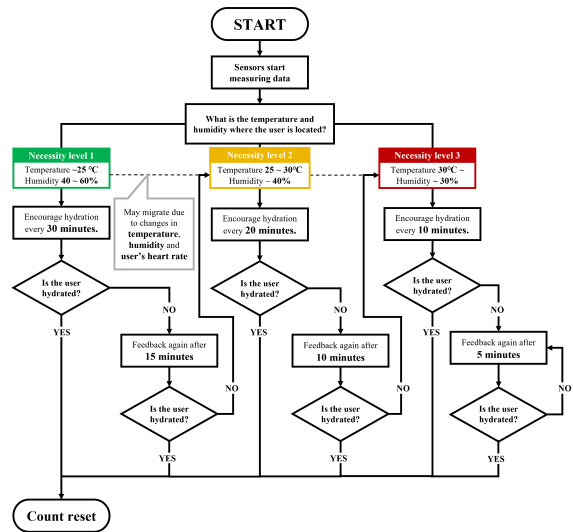 START
Sensors start
measuring data
What is the temperature and
humidity where the user is located?
Necessity level 1
Temperature ~25 ℃
Humidity 40 ~ 60%
Necessity level 2
Temperature 25 ~ 30℃
Humidity ~ 40%
Necessity level 3
Temperature 30℃ ~
Humidity ~ 30%
May migrate due
to changes in
temperature,
humidity and
user's heart rate
Encourage hydration
every 30 minutes.
Encourage hydration
every 20 minutes.
Encourage hydration
every 10 minutes.
Is the user
hydrated?
Is the user
hydrated?
Is the user
hydrated?
NO
NO
NO
YES
YES
YES
Feedback again after
15 minutes
Feedback again after
10 minutes
Feedback again after
5 minutes
NO
NO
NO
Is the user
hydrated?
Is the user
hydrated?
Is the user
hydrated?
YES
YES
YES
Count reset